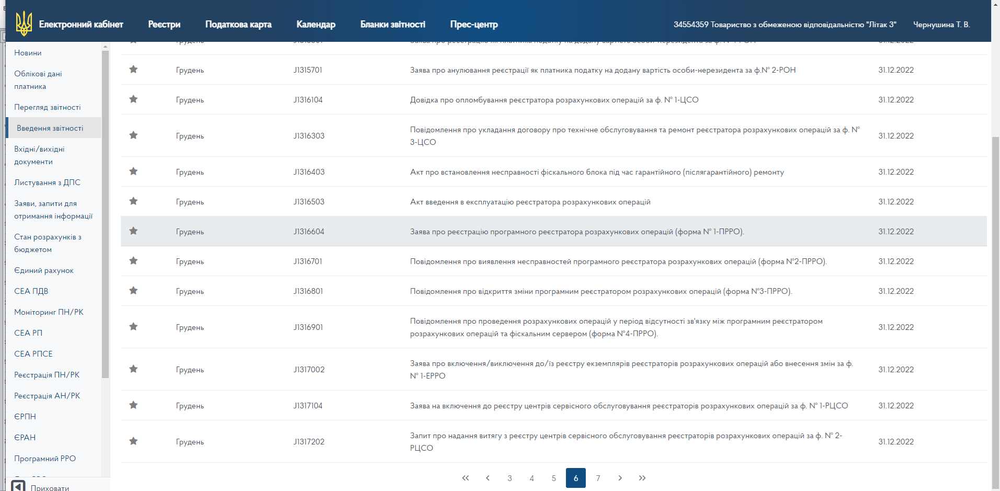 Електронний кабінет Реєстри Податкова карта Календар Бланки звітності Прес-центр 34554359 Товариство з обмеженою відповідальністю "Літак 3" Чернушина Т. В.
Новини
Облікові дані
платника
Перегляд звітності
Введення звітності
Вхідні/вихідні
документи
Листування з ДПС
Заяви, запити для
отримання інформації
Стан розрахунків з
бюджетом
Єдиний рахунок
СЕА ПДВ
Моніторинг ПН/РК
СЕА РП
СЕА РПСЕ
Реєстрація ПН/РК
Реєстрація АН/РК
ЄРПН
ЄРАН
Програмний РРО
Приховати
Грудень J1315701 Заява про анулювання реєстрації як платника податку на додану вартість особи-нерезидента за ф.№ 2-РОН 31.12.2022
Грудень J1316104 Довідка про опломбування реєстратора розрахункових операцій за ф. № 1-ЦСО 31.12.2022
Грудень J1316303 Повідомлення про укладання договору про технічне обслуговування та ремонт реєстратора розрахункових операцій за ф. №
3-ЦСО 31.12.2022
Грудень J1316403 Акт про встановлення несправності фіскального блока під час гарантійного (післягарантійного) ремонту 31.12.2022
Грудень J1316503 Акт введення в експлуатацію реєстратора розрахункових операцій 31.12.2022
Грудень J1316604 Заява про реєстрацію програмного реєстратора розрахункових операцій (форма № 1-ПРРО). 31.12.2022
Грудень J1316701 Повідомлення про виявлення несправностей програмного реєстратора розрахункових операцій (форма №2-ПРРО). 31.12.2022
Грудень J1316801 Повідомлення про відкриття зміни програмним реєстратором розрахункових операцій (форма №3-ПРРО). 31.12.2022
Грудень J1316901 Повідомлення про проведення розрахункових операцій у період відсутності зв'язку між програмним реєстратором
розрахункових операцій та фіскальним сервером (форма №4-ПРРО). 31.12.2022
Грудень J1317002 Заява про включення/виключення до/їз реєстру екземплярів реєстраторів розрахункових операцій або внесення змін за ф.
№ 1-ЕРРО 31.12.2022
Грудень J1317104 Заява на включення до реєстру центрів сервісного обслуговування реєстраторів розрахункових операцій за ф. № 1-РЦСО 31.12.2022
Грудень J1317202 Запит про надання витягу з реєстру центрів сервісного обслуговування реєстраторів розрахункових операцій за ф. № 2-
РЦСО 31.12.2022
« ‹ 3 4 5 6 7 › »